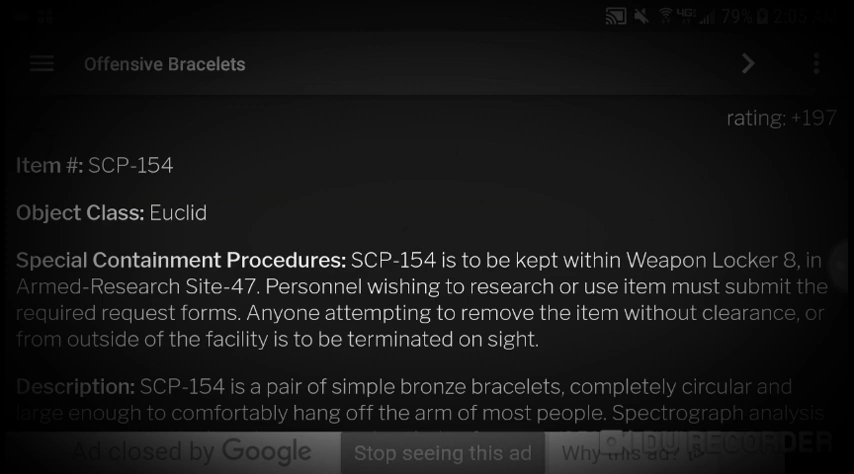 4G 79% 2:05 AM
Offensive Bracelets
rating: +197
Item #: SCP-154
Object Class: Euclid
Special Containment Procedures: SCP-154 is to be kept within Weapon Locker 8, in
Armed-Research Site-47. Personnel wishing to research or use item must submit the
required request forms. Anyone attempting to remove the item without clearance, or
from outside of the facility is to be terminated on sight.
Description: SCP-154 is a pair of simple bronze bracelets, completely circular and
large enough to comfortably hang off the arm of most people. Spectrograph analysis
Ad closed by Google
Stop seeing this ad
Why this ad?
DU RECORDER